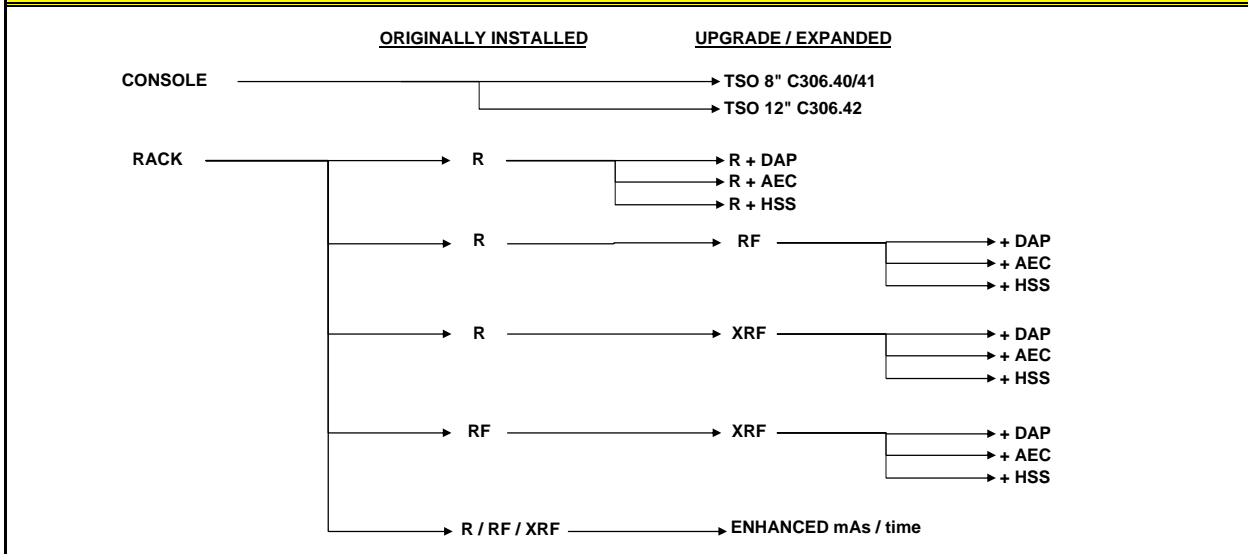 ORIGINALLY INSTALLED UPGRADE / EXPANDED
CONSOLE TSO 8" C306.40/41
TSO 12" C306.42
RACK R R + DAP
R + AEC
R + HSS
R RF + DAP
+ AEC
+ HSS
R XRF + DAP
+ AEC
+ HSS
RF XRF + DAP
+ AEC
+ HSS
R / RF / XRF ENHANCED mAs / time